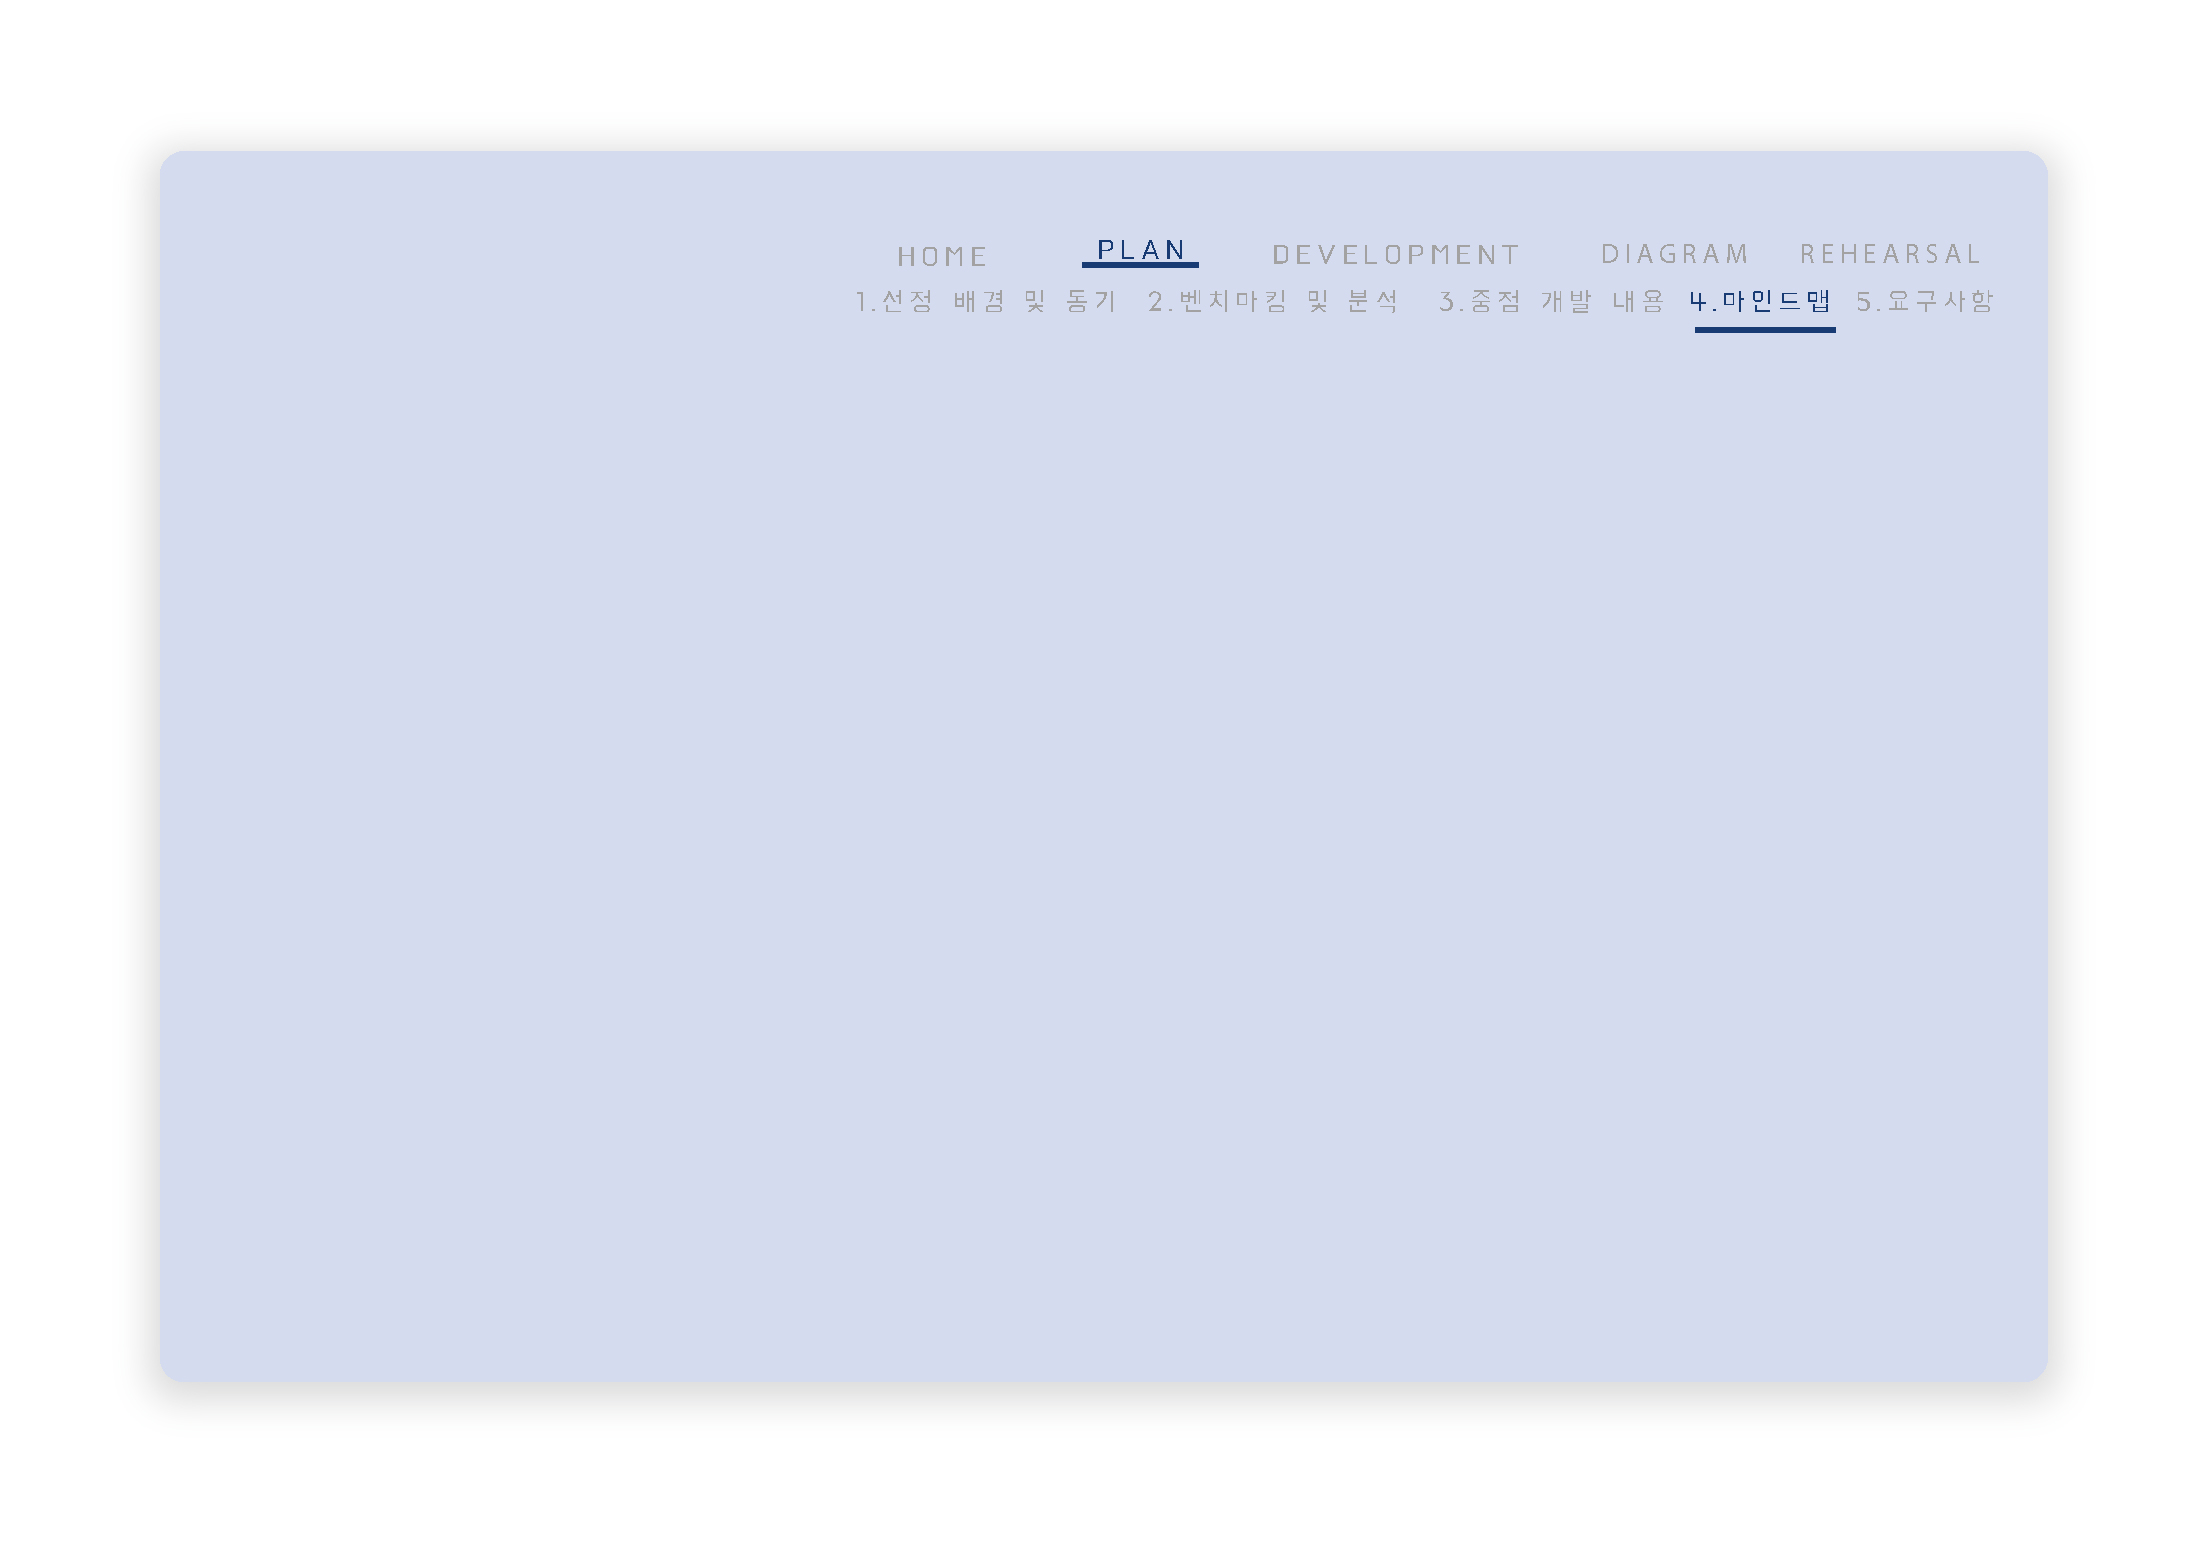 HOME PLAN DEVELOPMENT DIAGRAM REHEARSAL
1.선정 배경 및 동기 2.벤치마킹 및 분석 3.중점 개발 내용 4.마인드맵 5.요구사항